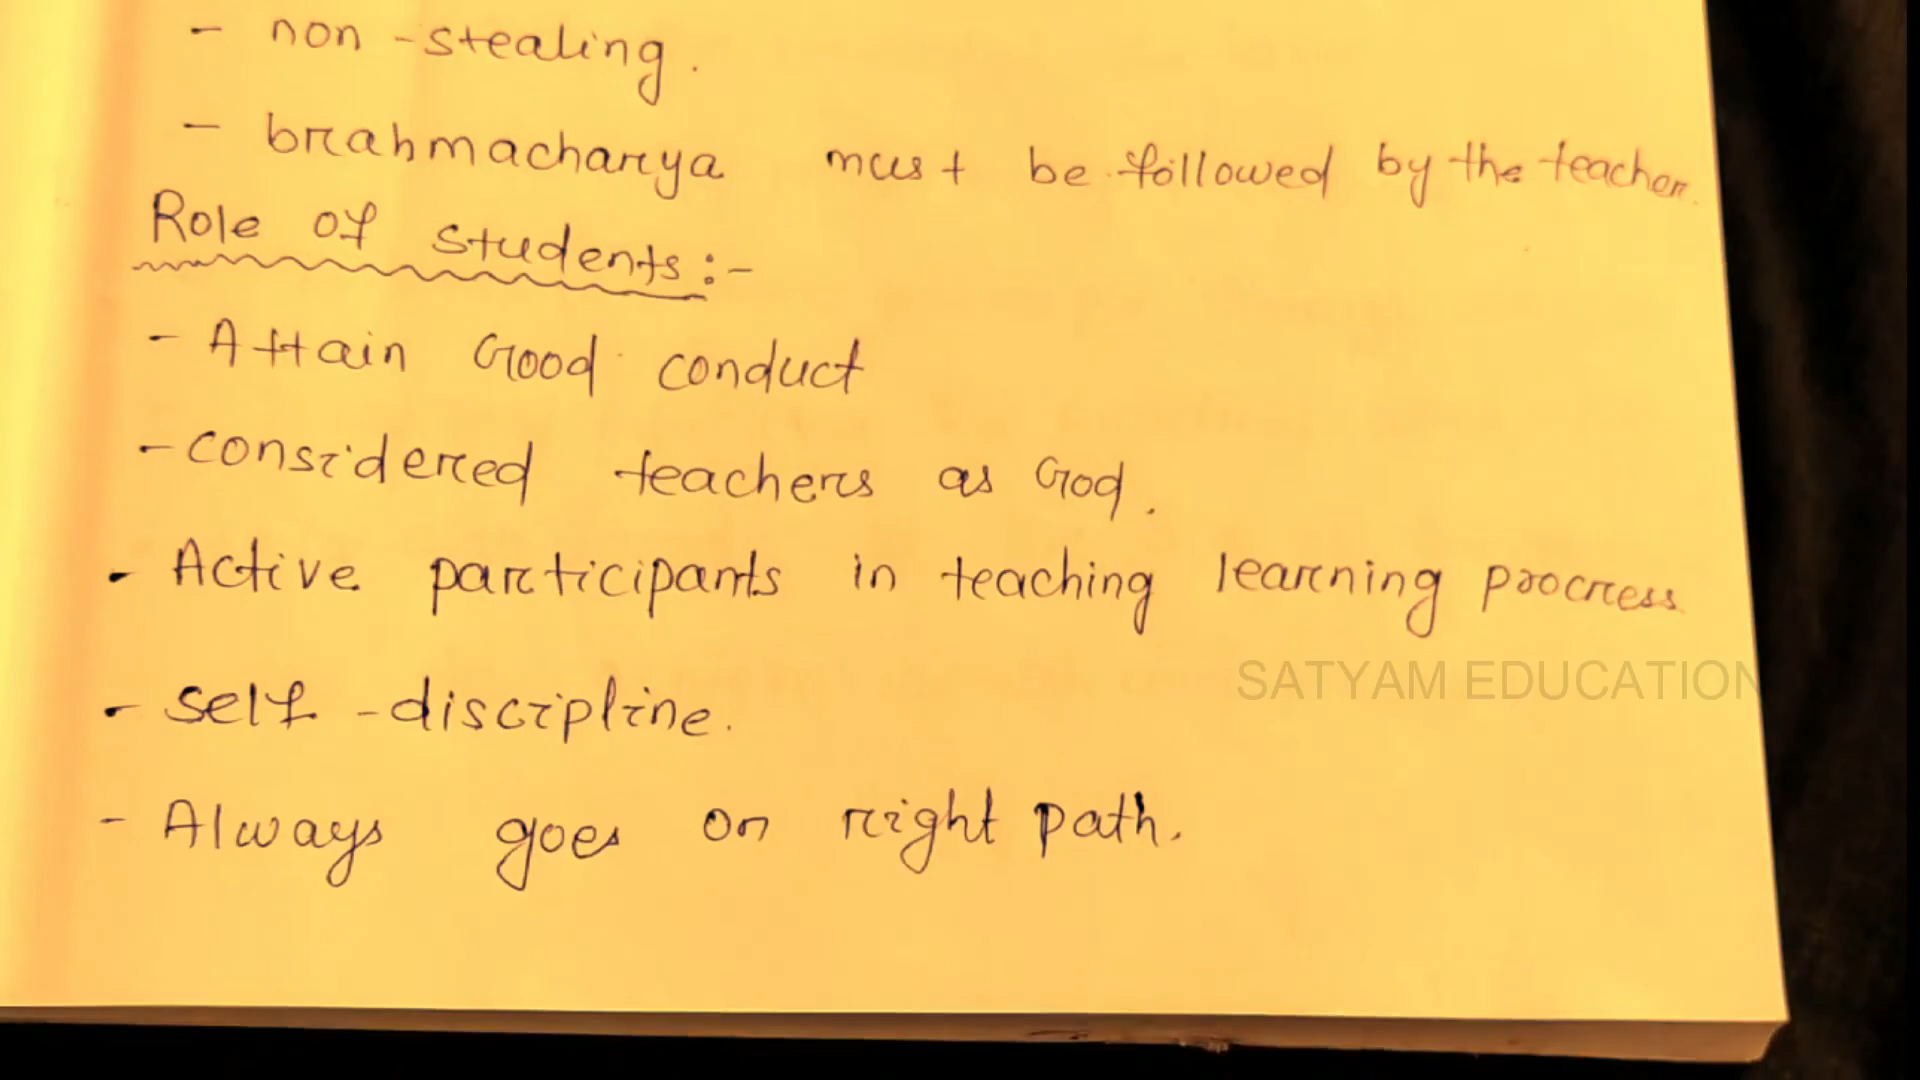 - non-stealing.
- brahmacharya must be followed by the teacher.
Role of students:-
- Attain Good conduct
- considered teachers as God.
- Active participants in teaching learning process
SATYAM EDUCATION
- self-discipline.
- Always goes on right path.